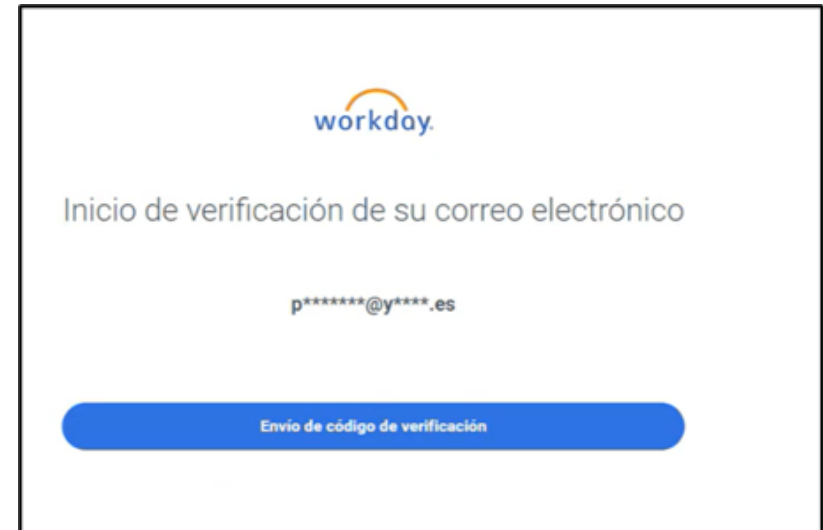 workday.
Inicio de verificación de su correo electrónico
p*******@y****.es
Envío de código de verificación